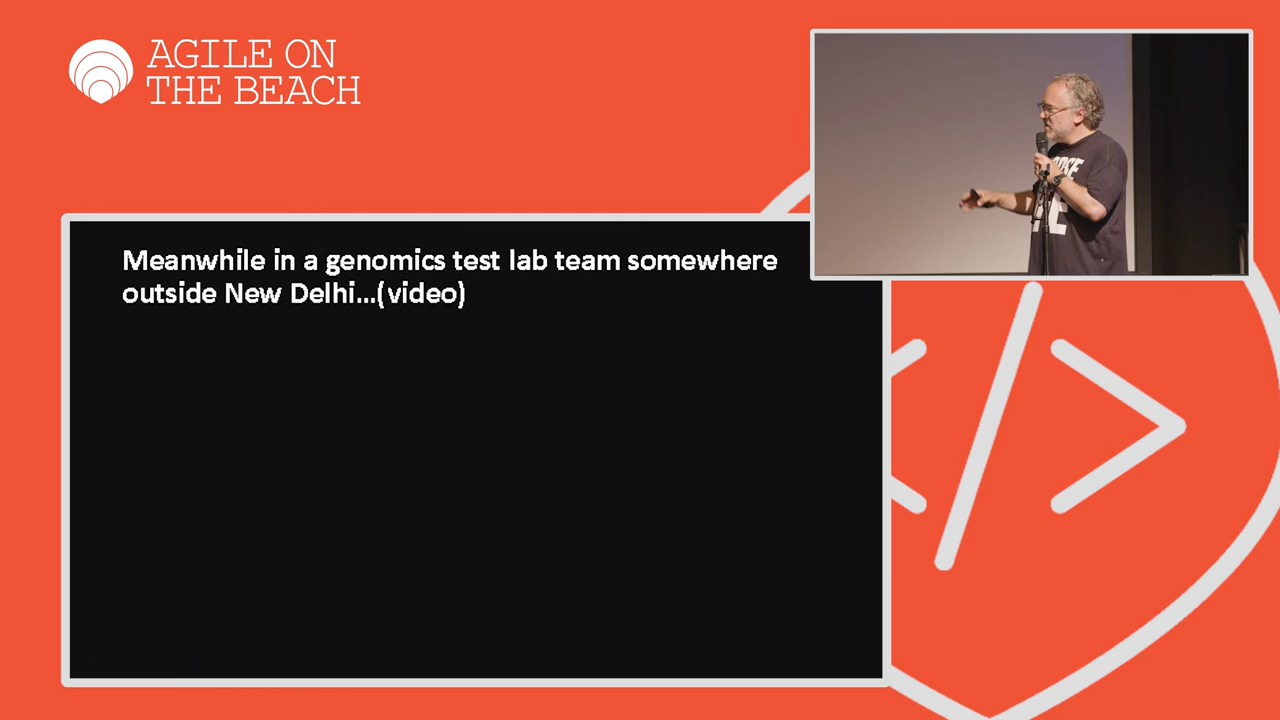 AGILE ON
THE BEACH
Meanwhile in a genomics test lab team somewhere
outside New Delhi...(video)